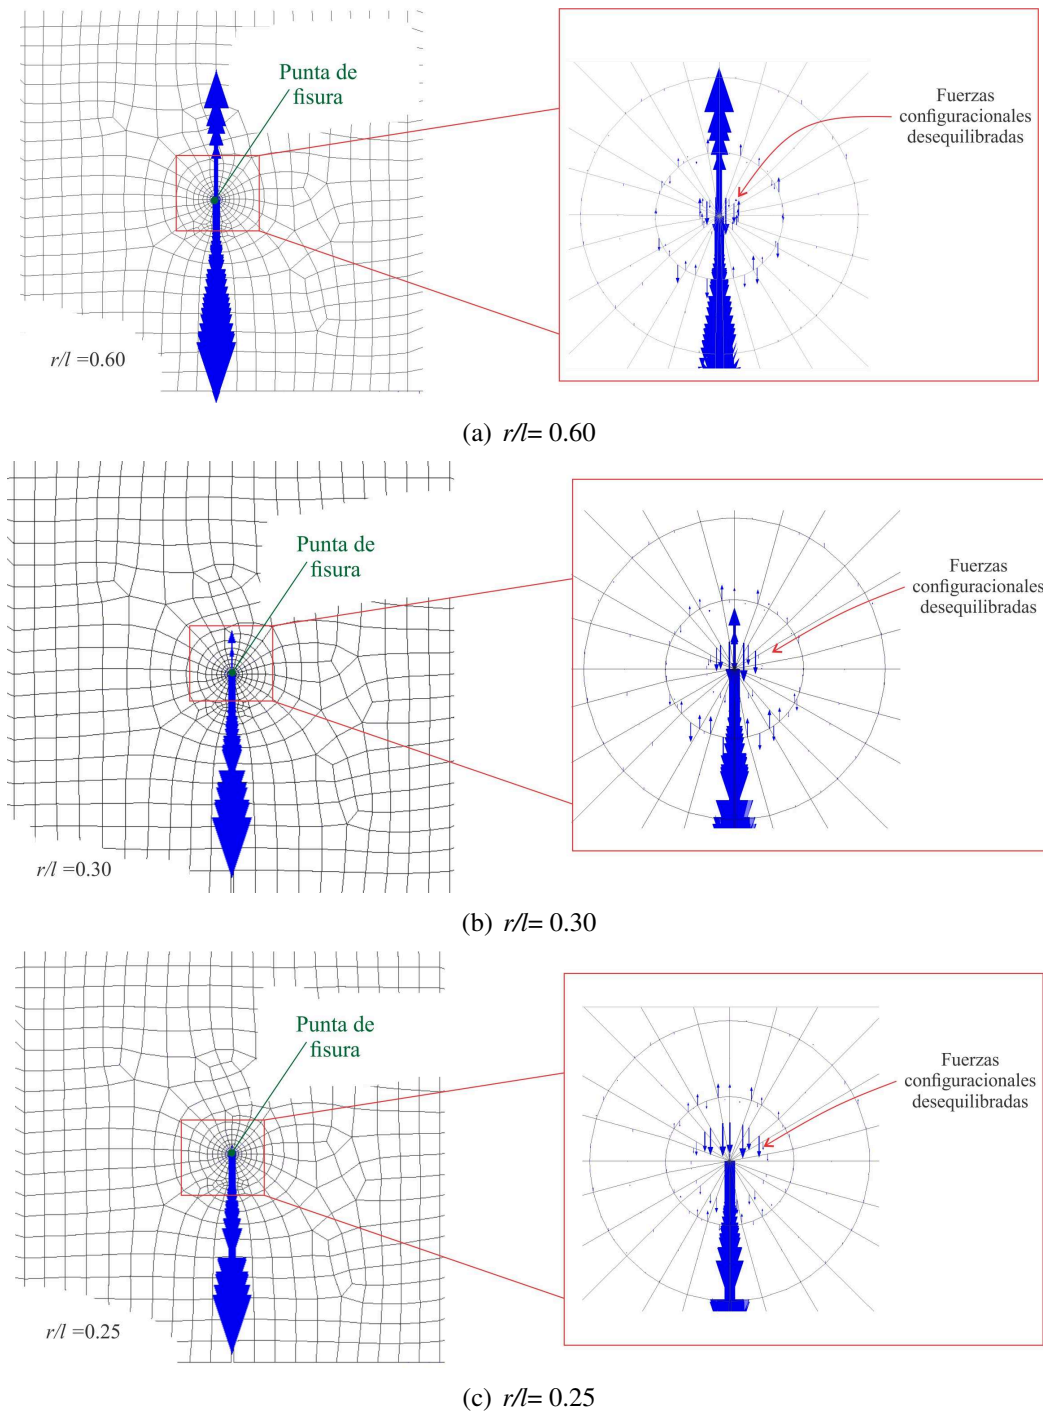 Punta de
fisura
Fuerzas
configuracionales
desequilibradas
r/l =0.60
(a) r/l= 0.60
Punta de
fisura
Fuerzas
configuracionales
desequilibradas
r/l =0.30
(b) r/l= 0.30
Punta de
fisura
Fuerzas
configuracionales
desequilibradas
r/l =0.25
(c) r/l= 0.25